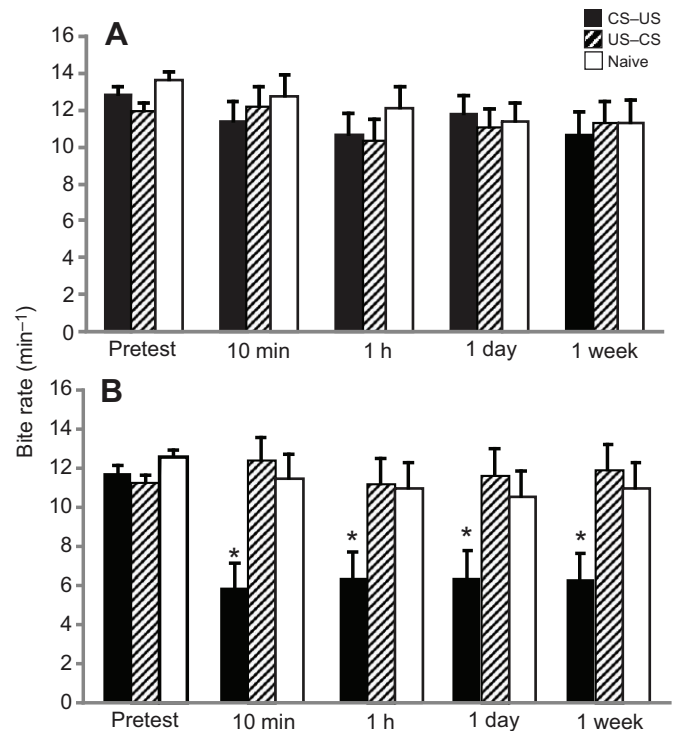 CS–US
US–CS
Naive
A
16
14
12
10
8
6
4
2
0
Pretest 10 min 1 h 1 day 1 week
Bite rate (min⁻¹)
B
16
14
12
10
8
6
4
2
0
* * * *
Pretest 10 min 1 h 1 day 1 week